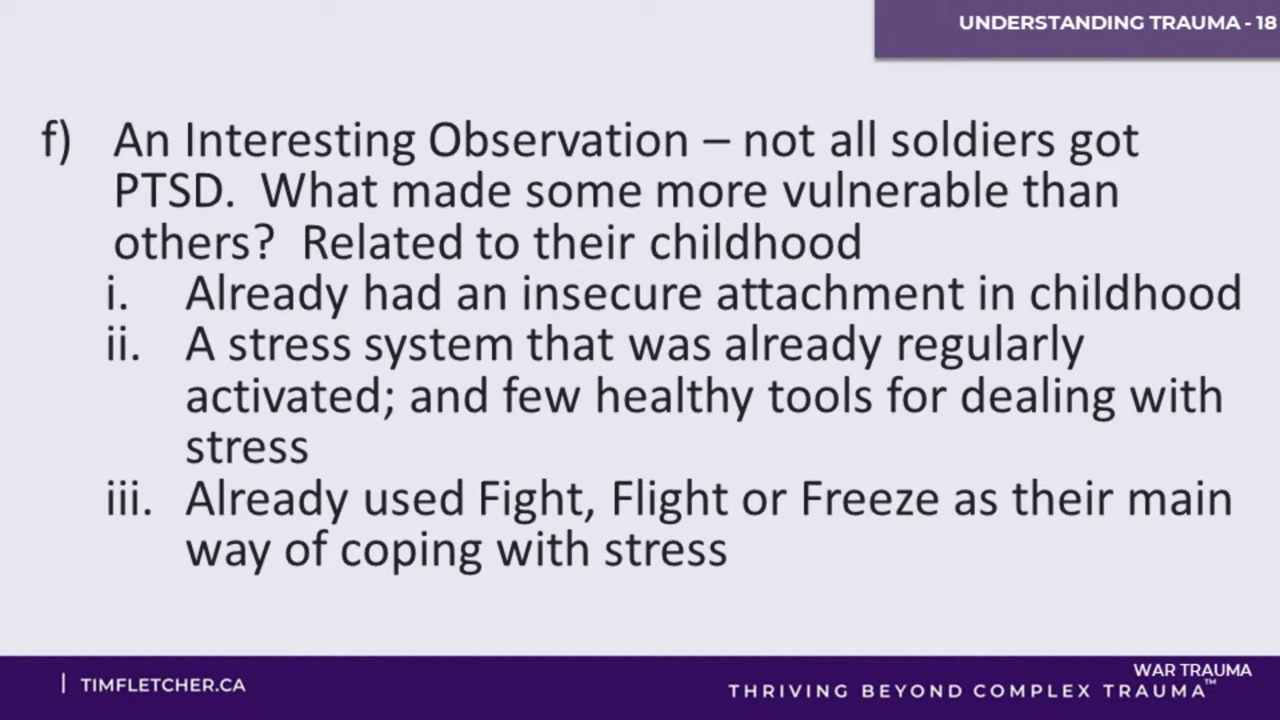 UNDERSTANDING TRAUMA - 18
f) An Interesting Observation – not all soldiers got
PTSD. What made some more vulnerable than
others? Related to their childhood
i. Already had an insecure attachment in childhood
ii. A stress system that was already regularly
activated; and few healthy tools for dealing with
stress
iii. Already used Fight, Flight or Freeze as their main
way of coping with stress
| TIMFLETCHER.CA
WAR TRAUMA
THRIVING BEYOND COMPLEX TRAUMA™